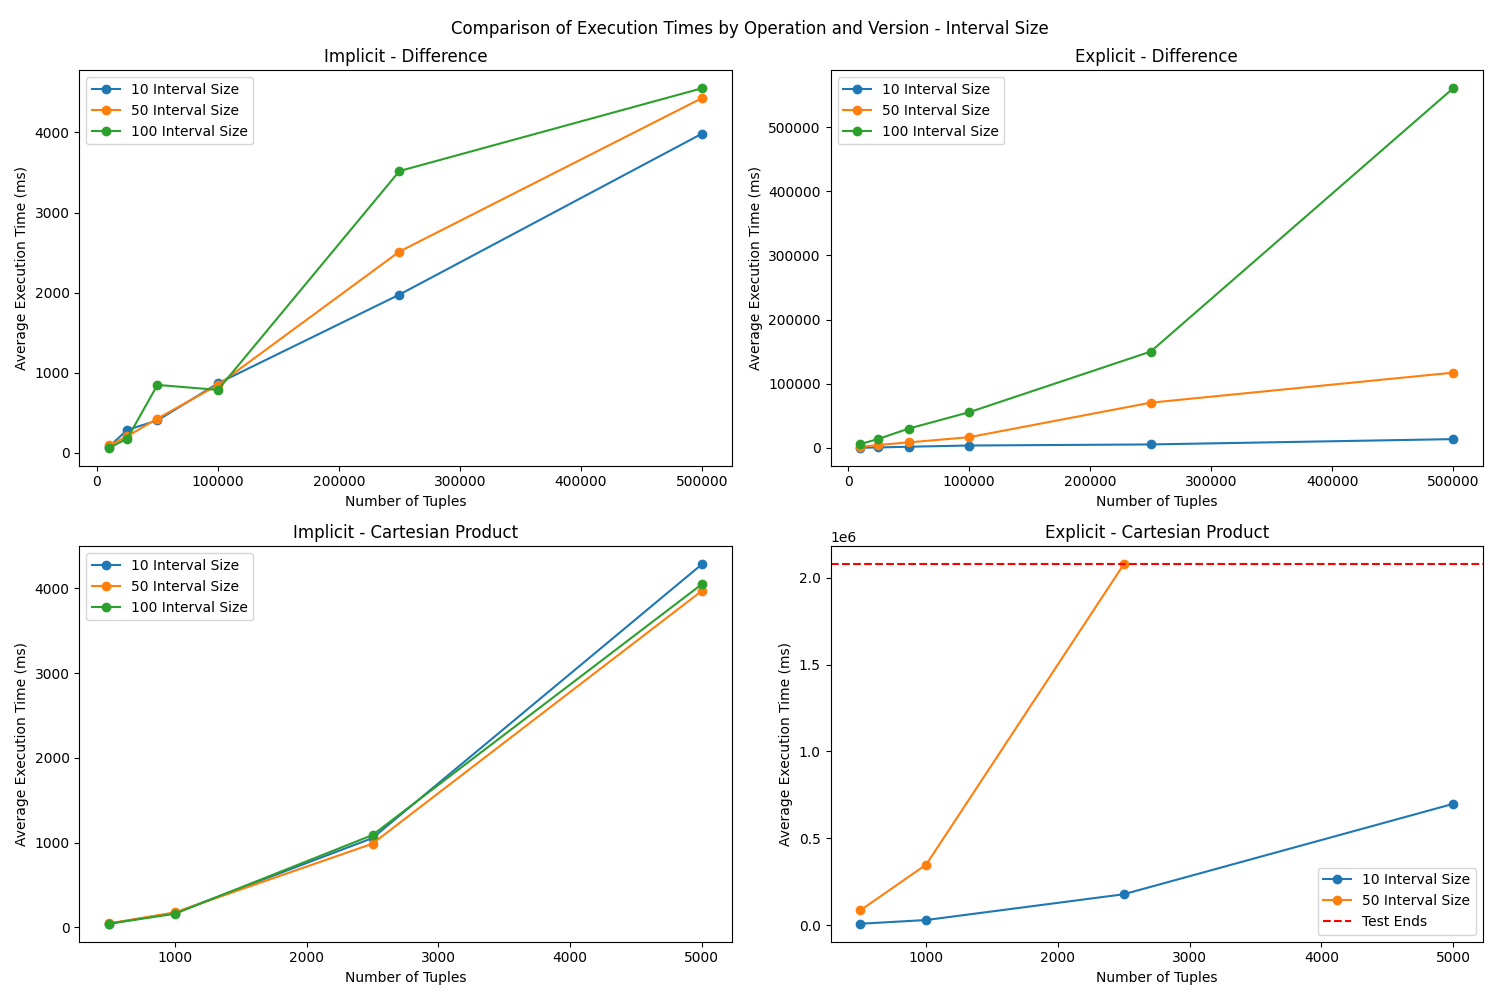 Comparison of Execution Times by Operation and Version - Interval Size
Implicit - Difference
10 Interval Size
50 Interval Size
100 Interval Size
Average Execution Time (ms)
4000
3000
2000
1000
0
0 100000 200000 300000 400000 500000
Number of Tuples
Explicit - Difference
10 Interval Size
50 Interval Size
100 Interval Size
Average Execution Time (ms)
500000
400000
300000
200000
100000
0
0 100000 200000 300000 400000 500000
Number of Tuples
Implicit - Cartesian Product
10 Interval Size
50 Interval Size
100 Interval Size
Average Execution Time (ms)
4000
3000
2000
1000
0
1000 2000 3000 4000 5000
Number of Tuples
Explicit - Cartesian Product
1e6
Average Execution Time (ms)
2.0
1.5
1.0
0.5
0.0
10 Interval Size
50 Interval Size
Test Ends
1000 2000 3000 4000 5000
Number of Tuples